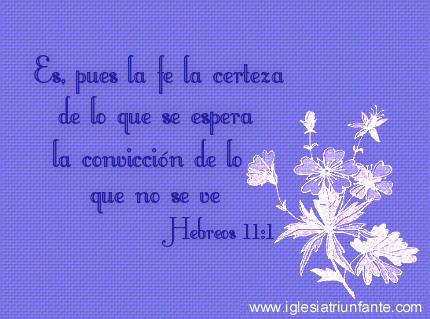 Es, pues la fe la certeza
de lo que se espera
la convicción de lo
que no se ve
Hebreos 11:1
www.iglesiatriunfante.com